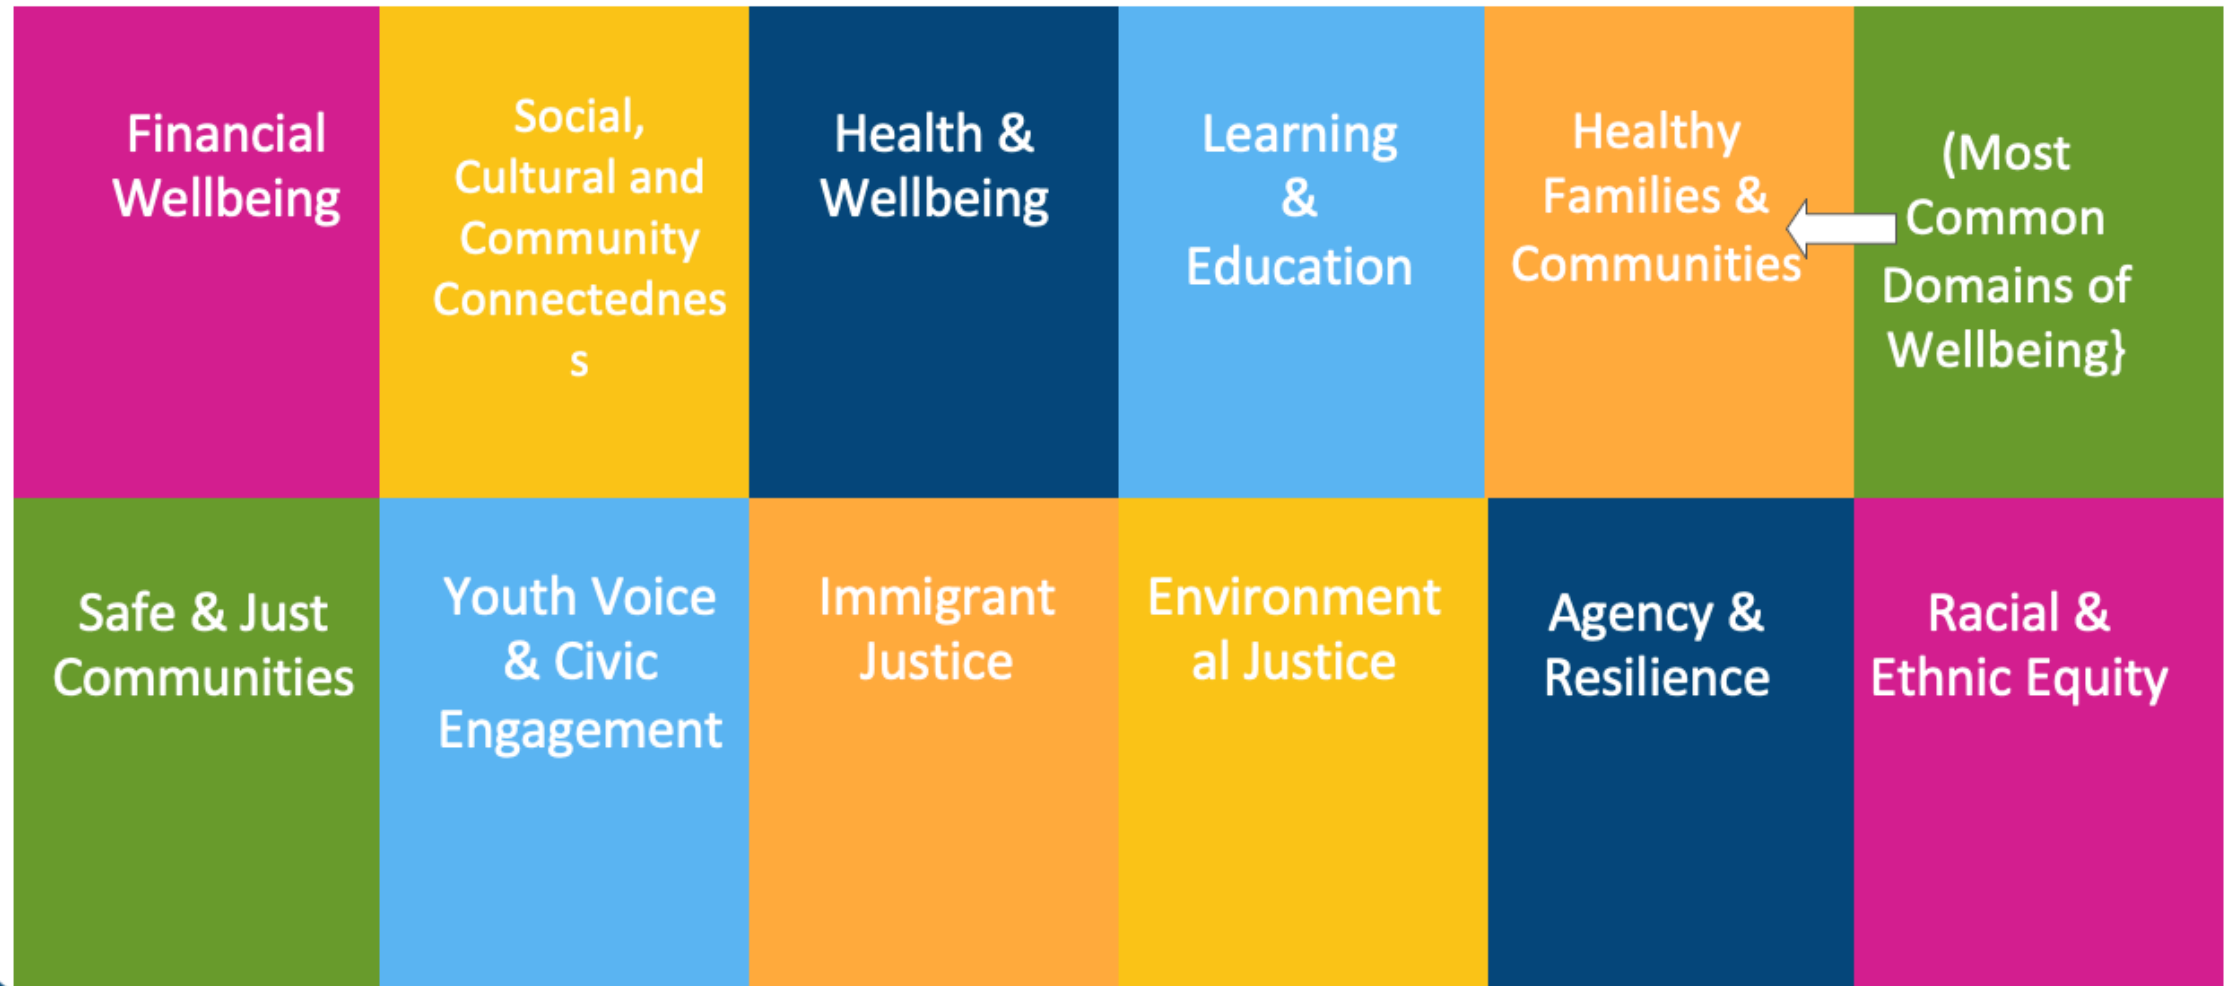 Financial
Wellbeing
Social,
Cultural and
Community
Connectednes
s
Health &
Wellbeing
Learning
&
Education
Healthy
Families &
Communities
(Most
Common
Domains of
Wellbeing}
Safe & Just
Communities
Youth Voice
& Civic
Engagement
Immigrant
Justice
Environment
al Justice
Agency &
Resilience
Racial &
Ethnic Equity